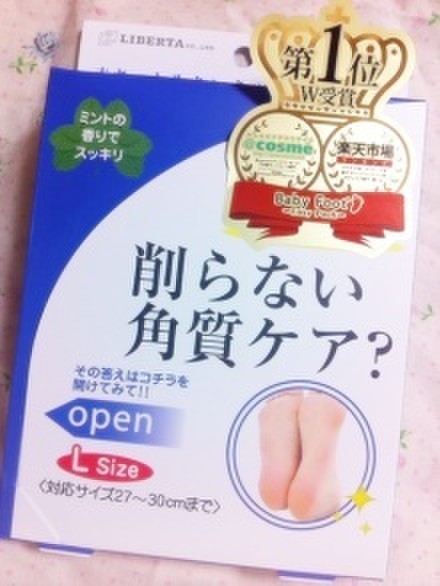 LIBERTA CO.,LTD.
第1位
W受賞
@cosme
楽天市場
Baby Foot
ミントの
香りで
スッキリ
削らない
角質ケア?
その答えはコチラを
開けてみて!!
open
L Size
〈対応サイズ27〜30cmまで〉